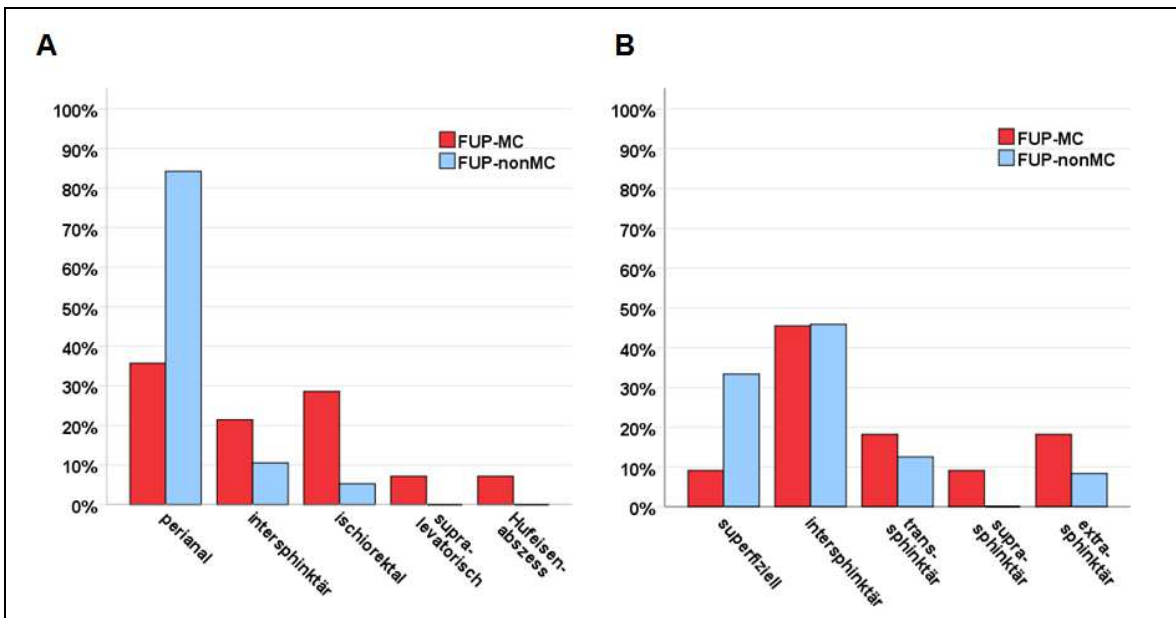 A
100%
90%
80%
70%
60%
50%
40%
30%
20%
10%
0%
FUP-MC
FUP-nonMC
perianal
intersphinktär
ischiorektal
supra-
levatorisch
Hufeisen-
abszess
B
100%
90%
80%
70%
60%
50%
40%
30%
20%
10%
0%
FUP-MC
FUP-nonMC
superfiziell
intersphinktär
trans-
sphinktär
supra-
sphinktär
extra-
sphinktär